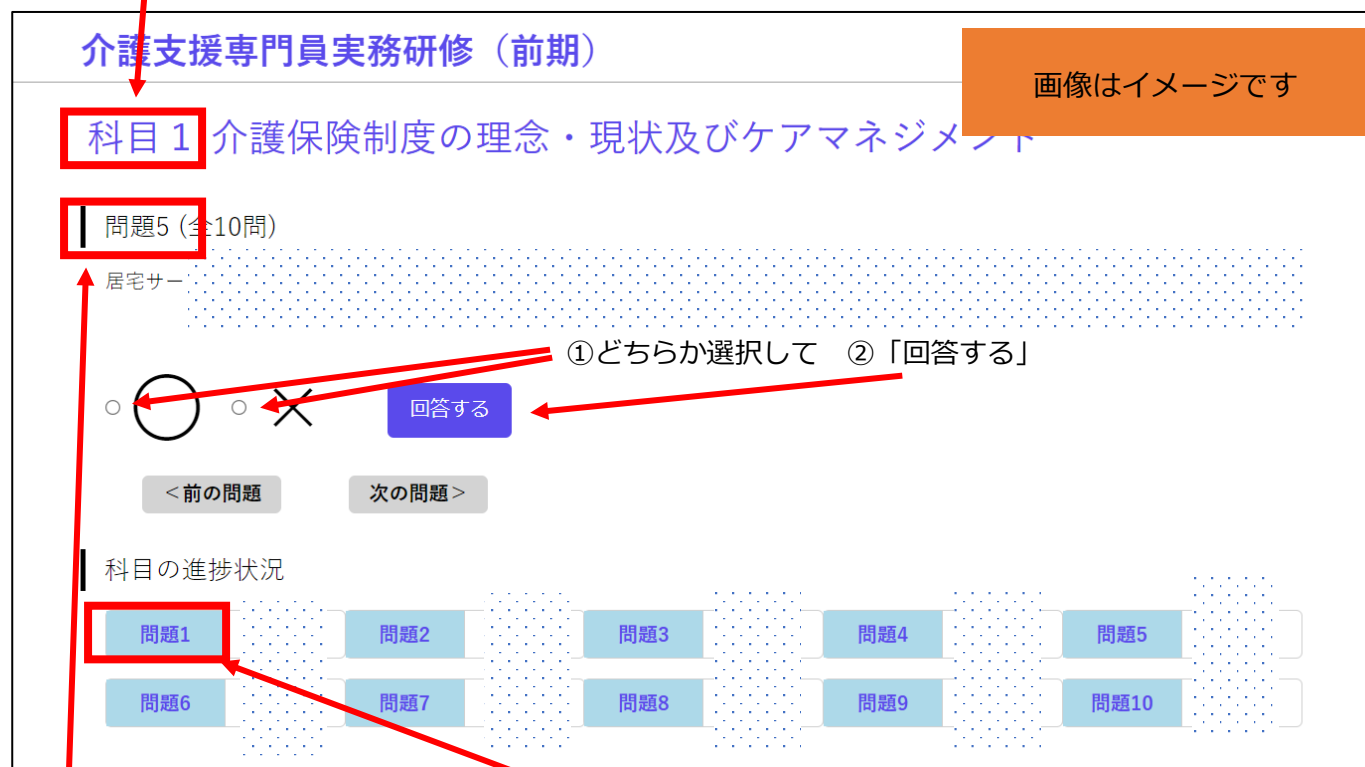 介護支援専門員実務研修（前期）
画像はイメージです
科目１ 介護保険制度の理念・現状及びケアマネジメント
問題5 (全10問)
居宅サー
①どちらか選択して　②「回答する」
回答する
＜前の問題　次の問題＞
科目の進捗状況
問題1　問題2　問題3　問題4　問題5
問題6　問題7　問題8　問題9　問題10